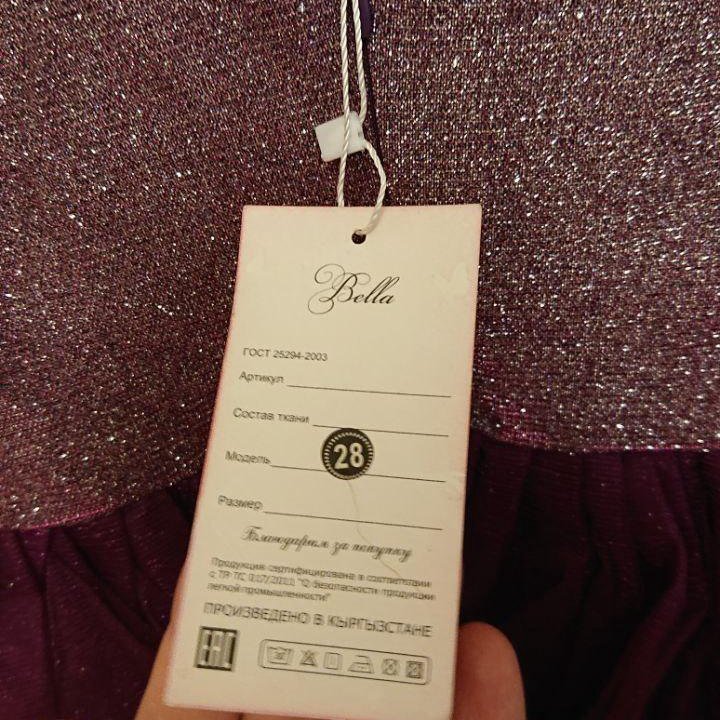 Bella
ГОСТ 25294-2003
Артикул
Состав ткани
Модель 28
Размер
Благодарим за покупку
Продукция сертифицирована в соответствии
с ТР ТС 017/2011 "О безопасности продукции
легкой промышленности"
ПРОИЗВЕДЕНО В КЫРГЫЗСТАНЕ
EAC